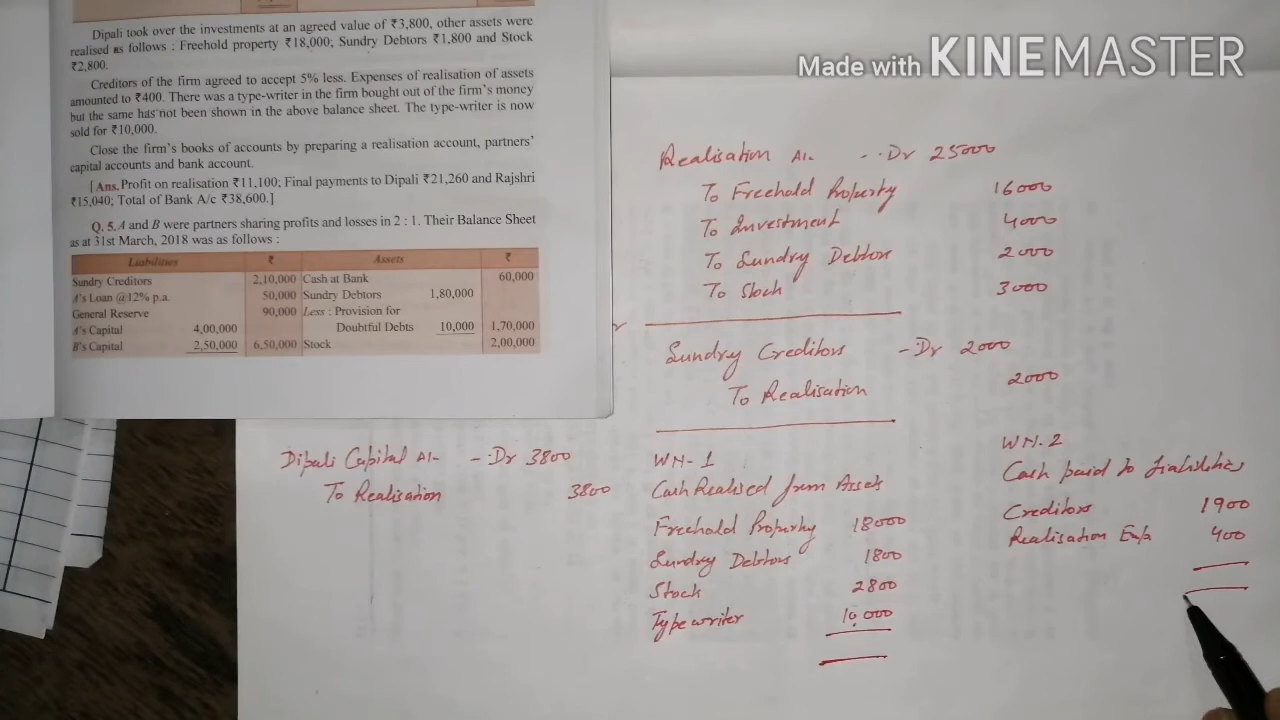 Dipali took over the investments at an agreed value of ₹3,800, other assets were
realised as follows : Freehold property ₹18,000; Sundry Debtors ₹1,800 and Stock
₹2,800.
Creditors of the firm agreed to accept 5% less. Expenses of realisation of assets
amounted to ₹400. There was a type-writer in the firm bought out of the firm's money
but the same has not been shown in the above balance sheet. The type-writer is now
sold for ₹10,000.
Close the firm's books of accounts by preparing a realisation account, partners'
capital accounts and bank account.
[Ans. Profit on realisation ₹11,100; Final payments to Dipali ₹21,260 and Rajshri
₹15,040; Total of Bank A/c ₹38,600.]
Q. 5. A and B were partners sharing profits and losses in 2 : 1. Their Balance Sheet
as at 31st March, 2018 was as follows :
Liabilities ₹ Assets ₹
Sundry Creditors 2,10,000 Cash at Bank 60,000
A's Loan @12% p.a. 50,000 Sundry Debtors 1,80,000
General Reserve 90,000 Less : Provision for
A's Capital 4,00,000 Doubtful Debts 10,000 1,70,000
B's Capital 2,50,000 6,50,000 Stock 2,00,000
Made with KINEMASTER
Realisation A/c -- Dr 25000
To Freehold Property 16000
To Investment 4000
To Sundry Debtors 2000
To Stock 3000
Sundry Creditors - Dr 2000
To Realisation 2000
Dipali Capital A/c - Dr 3800
To Realisation 3800
WN-1
Cash Realised from Assets
Freehold Property 18000
Sundry Debtors 1800
Stock 2800
Typewriter 10,000
WN-2
Cash paid to Liabilities
Creditors 1900
Realisation Exp 400